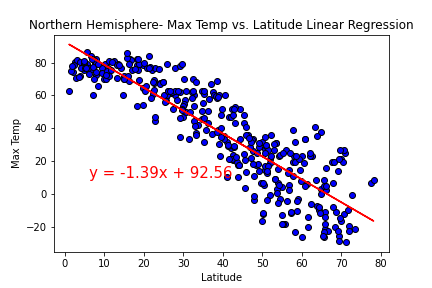 Northern Hemisphere- Max Temp vs. Latitude Linear Regression
Max Temp
80
60
40
20
0
−20
y = -1.39x + 92.56
0 10 20 30 40 50 60 70 80
Latitude